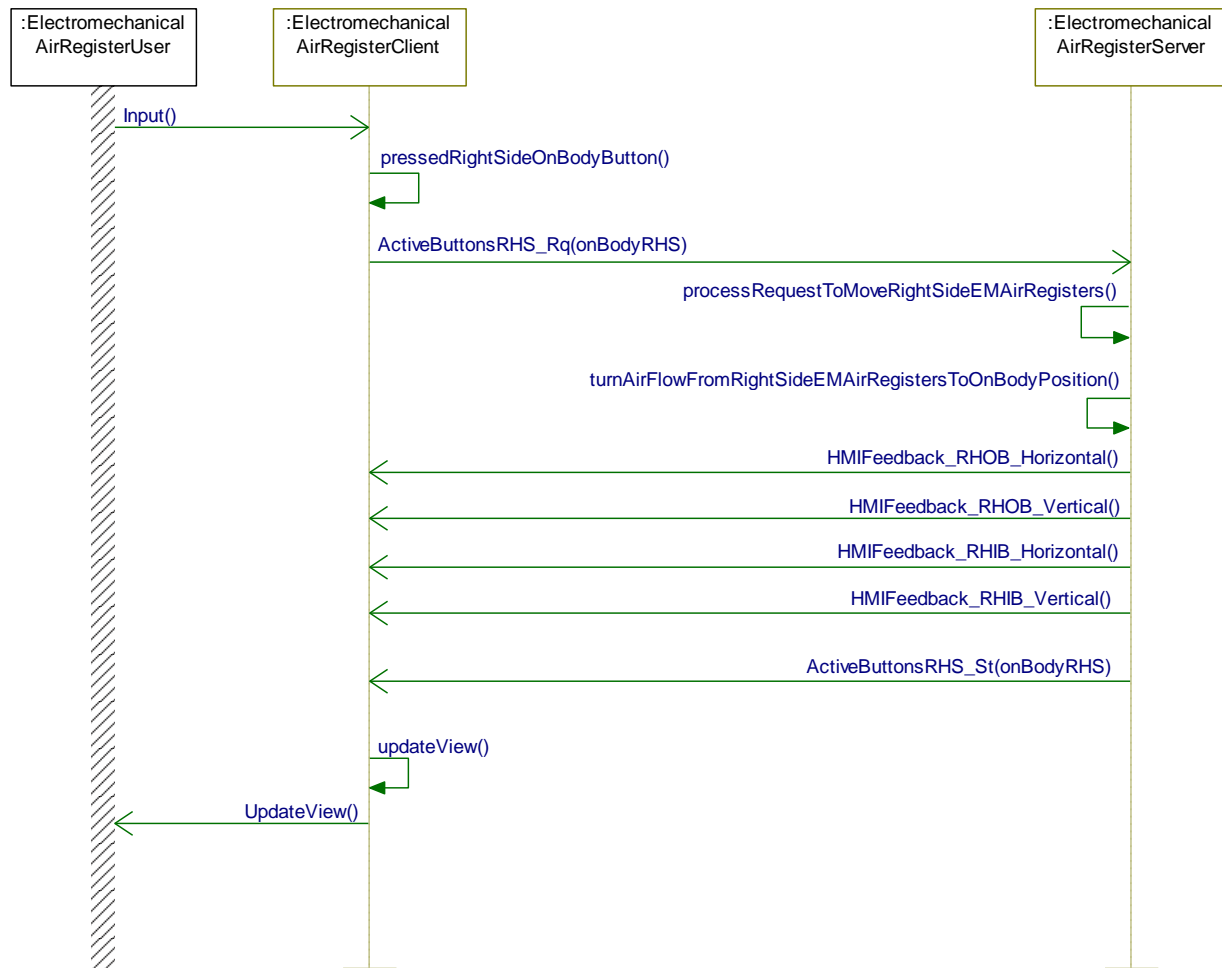 :Electromechanical
AirRegisterUser
:Electromechanical
AirRegisterClient
:Electromechanical
AirRegisterServer
Input()
pressedRightSideOnBodyButton()
ActiveButtonsRHS_Rq(onBodyRHS)
processRequestToMoveRightSideEMAirRegisters()
turnAirFlowFromRightSideEMAirRegistersToOnBodyPosition()
HMIFeedback_RHOB_Horizontal()
HMIFeedback_RHOB_Vertical()
HMIFeedback_RHIB_Horizontal()
HMIFeedback_RHIB_Vertical()
ActiveButtonsRHS_St(onBodyRHS)
updateView()
UpdateView()